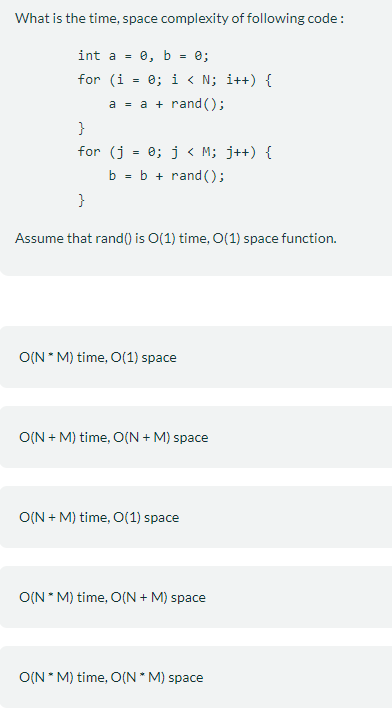 What is the time, space complexity of following code :
int a = 0, b = 0;
for (i = 0; i < N; i++) {
a = a + rand();
}
for (j = 0; j < M; j++) {
b = b + rand();
}
Assume that rand() is O(1) time, O(1) space function.
O(N * M) time, O(1) space
O(N + M) time, O(N + M) space
O(N + M) time, O(1) space
O(N * M) time, O(N + M) space
O(N * M) time, O(N * M) space